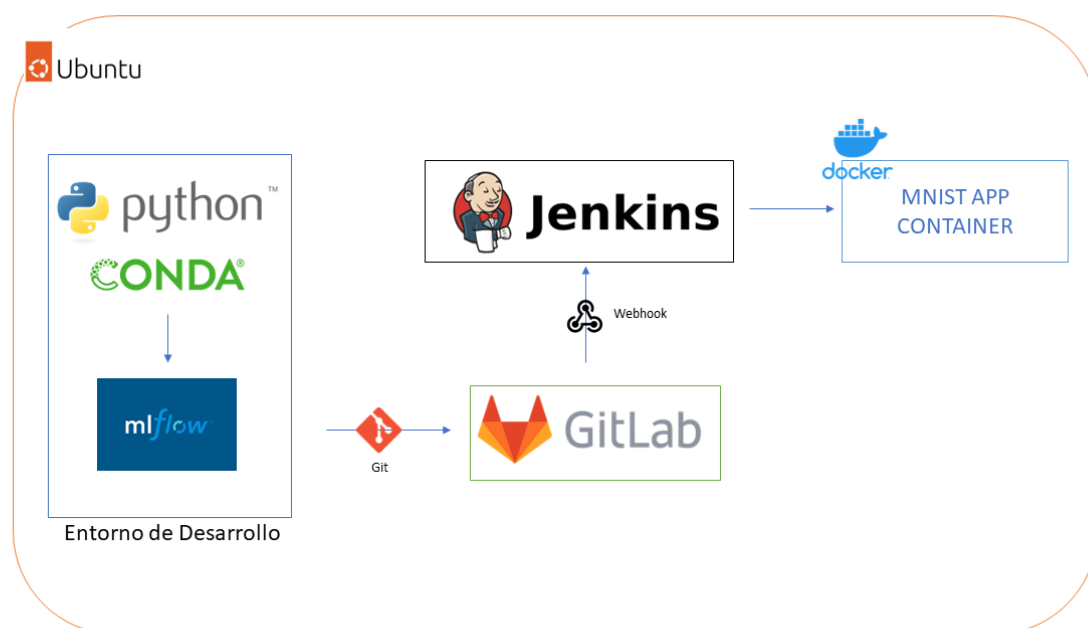 Ubuntu
python™
CONDA®
mlflow
Entorno de Desarrollo
Git
GitLab
Webhook
Jenkins
docker
MNIST APP
CONTAINER